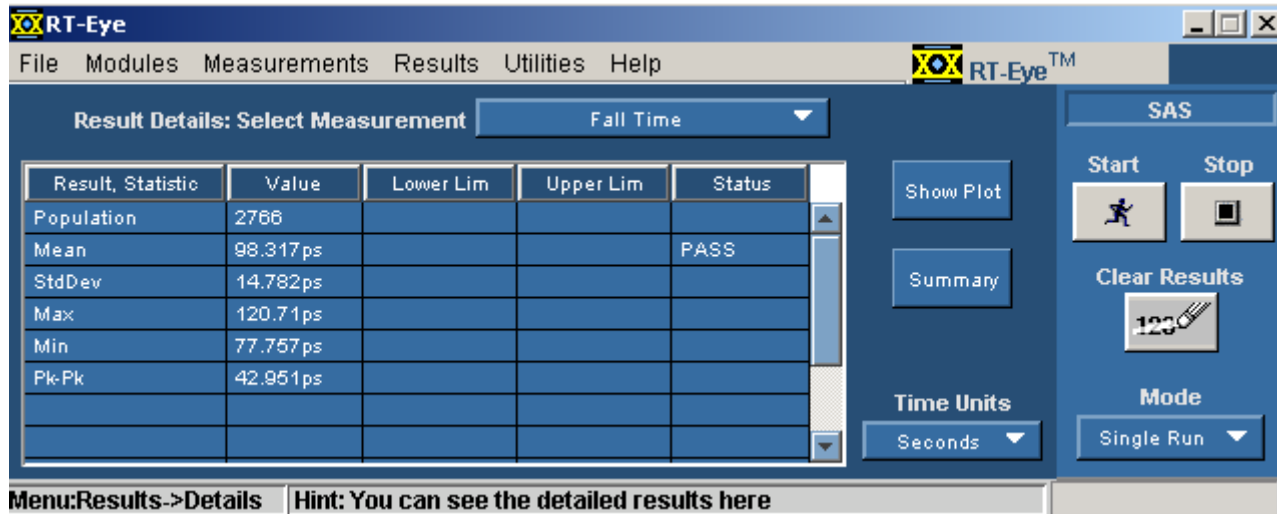 RT-Eye
File Modules Measurements Results Utilities Help
RT-Eye™
Result Details: Select Measurement Fall Time
SAS
Result, Statistic Value Lower Lim Upper Lim Status
Population 2766
Mean 98.317ps PASS
StdDev 14.782ps
Max 120.71ps
Min 77.757ps
Pk-Pk 42.951ps
Show Plot
Summary
Time Units
Seconds
Start Stop
Clear Results
123
Mode
Single Run
Menu:Results->Details Hint: You can see the detailed results here